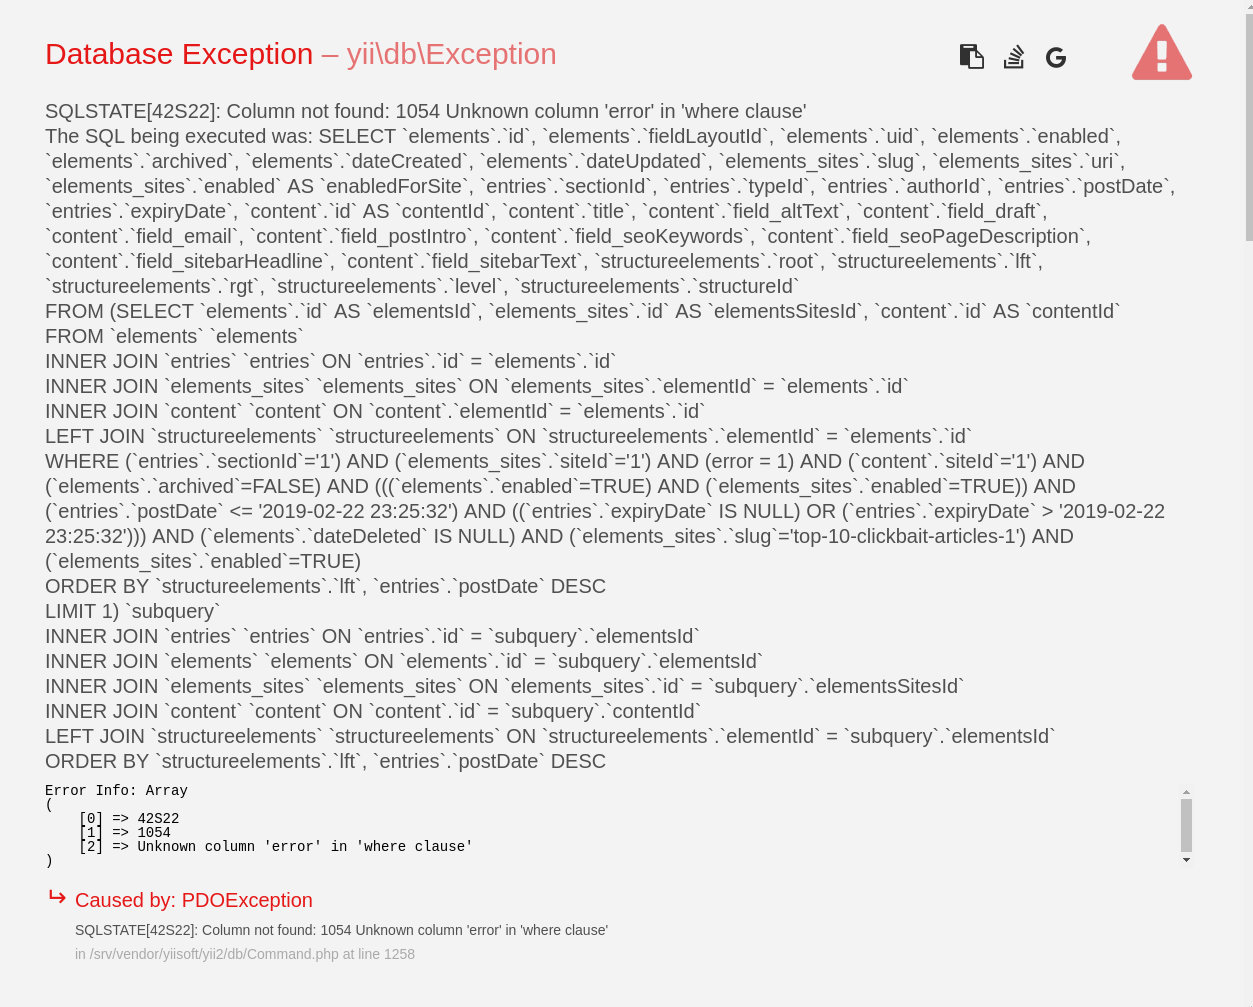 Database Exception – yii\db\Exception
SQLSTATE[42S22]: Column not found: 1054 Unknown column 'error' in 'where clause'
The SQL being executed was: SELECT `elements`.`id`, `elements`.`fieldLayoutId`, `elements`.`uid`, `elements`.`enabled`,
`elements`.`archived`, `elements`.`dateCreated`, `elements`.`dateUpdated`, `elements_sites`.`slug`, `elements_sites`.`uri`,
`elements_sites`.`enabled` AS `enabledForSite`, `entries`.`sectionId`, `entries`.`typeId`, `entries`.`authorId`, `entries`.`postDate`,
`entries`.`expiryDate`, `content`.`id` AS `contentId`, `content`.`title`, `content`.`field_altText`, `content`.`field_draft`,
`content`.`field_email`, `content`.`field_postIntro`, `content`.`field_seoKeywords`, `content`.`field_seoPageDescription`,
`content`.`field_sitebarHeadline`, `content`.`field_sitebarText`, `structureelements`.`root`, `structureelements`.`lft`,
`structureelements`.`rgt`, `structureelements`.`level`, `structureelements`.`structureId`
FROM (SELECT `elements`.`id` AS `elementsId`, `elements_sites`.`id` AS `elementsSitesId`, `content`.`id` AS `contentId`
FROM `elements` `elements`
INNER JOIN `entries` `entries` ON `entries`.`id` = `elements`.`id`
INNER JOIN `elements_sites` `elements_sites` ON `elements_sites`.`elementId` = `elements`.`id`
INNER JOIN `content` `content` ON `content`.`elementId` = `elements`.`id`
LEFT JOIN `structureelements` `structureelements` ON `structureelements`.`elementId` = `elements`.`id`
WHERE (`entries`.`sectionId`='1') AND (`elements_sites`.`siteId`='1') AND (error = 1) AND (`content`.`siteId`='1') AND
(`elements`.`archived`=FALSE) AND (((`elements`.`enabled`=TRUE) AND (`elements_sites`.`enabled`=TRUE)) AND
(`entries`.`postDate` <= '2019-02-22 23:25:32') AND ((`entries`.`expiryDate` IS NULL) OR (`entries`.`expiryDate` > '2019-02-22
23:25:32'))) AND (`elements`.`dateDeleted` IS NULL) AND (`elements_sites`.`slug`='top-10-clickbait-articles-1') AND
(`elements_sites`.`enabled`=TRUE)
ORDER BY `structureelements`.`lft`, `entries`.`postDate` DESC
LIMIT 1) `subquery`
INNER JOIN `entries` `entries` ON `entries`.`id` = `subquery`.`elementsId`
INNER JOIN `elements` `elements` ON `elements`.`id` = `subquery`.`elementsId`
INNER JOIN `elements_sites` `elements_sites` ON `elements_sites`.`id` = `subquery`.`elementsSitesId`
INNER JOIN `content` `content` ON `content`.`id` = `subquery`.`contentId`
LEFT JOIN `structureelements` `structureelements` ON `structureelements`.`elementId` = `subquery`.`elementsId`
ORDER BY `structureelements`.`lft`, `entries`.`postDate` DESC
Error Info: Array
(
    [0] => 42S22
    [1] => 1054
    [2] => Unknown column 'error' in 'where clause'
)
Caused by: PDOException
SQLSTATE[42S22]: Column not found: 1054 Unknown column 'error' in 'where clause'
in /srv/vendor/yiisoft/yii2/db/Command.php at line 1258